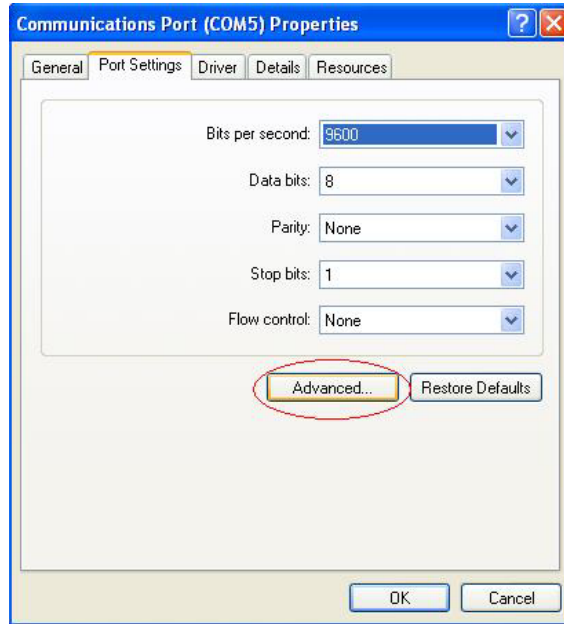 Communications Port (COM5) Properties
General Port Settings Driver Details Resources
Bits per second: 9600
Data bits: 8
Parity: None
Stop bits: 1
Flow control: None
Advanced... Restore Defaults
OK Cancel